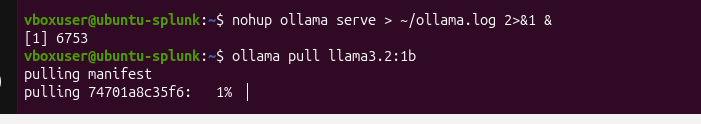 vboxuser@ubuntu-splunk:~$ nohup ollama serve > ~/ollama.log 2>&1 &
[1] 6753
vboxuser@ubuntu-splunk:~$ ollama pull llama3.2:1b
pulling manifest
pulling 74701a8c35f6:   1%